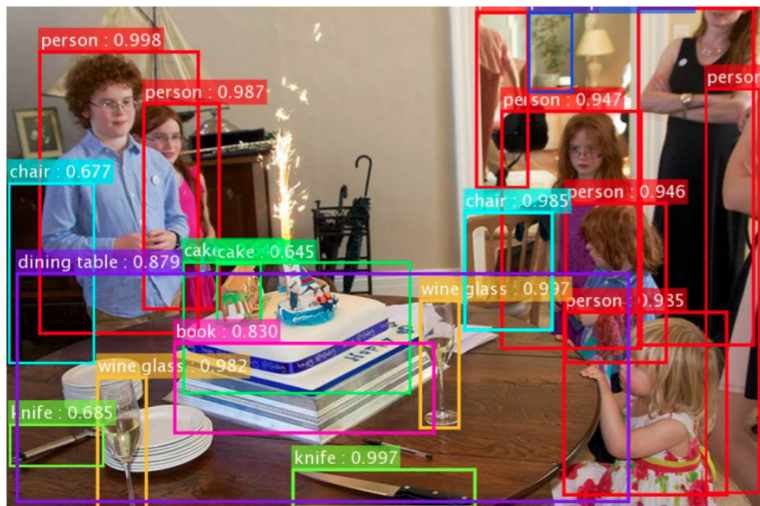 person : 0.998
person : 0.987
person : 0.947
person
chair : 0.677
person : 0.946
chair : 0.985
cake
cake : 0.645
dining table : 0.879
wine glass : 0.997
person : 0.935
book : 0.830
wine glass : 0.982
knife : 0.685
knife : 0.997